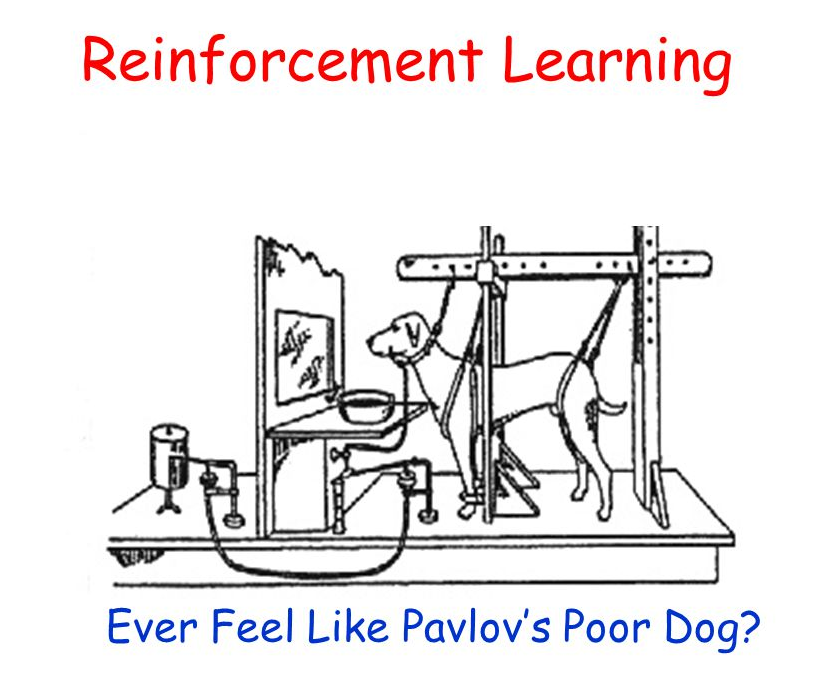 Reinforcement Learning
Ever Feel Like Pavlov's Poor Dog?